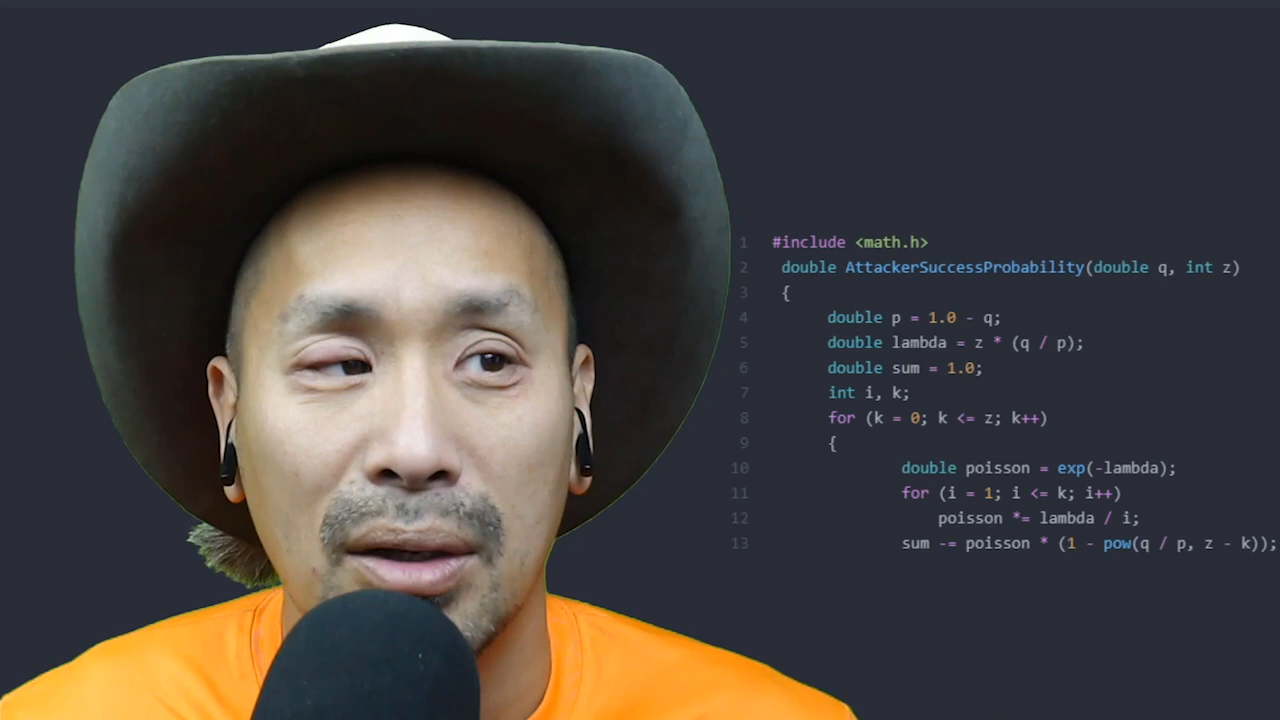 1 #include <math.h>
2 double AttackerSuccessProbability(double q, int z)
3 {
4 double p = 1.0 - q;
5 double lambda = z * (q / p);
6 double sum = 1.0;
7 int i, k;
8 for (k = 0; k <= z; k++)
9 {
10 double poisson = exp(-lambda);
11 for (i = 1; i <= k; i++)
12 poisson *= lambda / i;
13 sum -= poisson * (1 - pow(q / p, z - k));